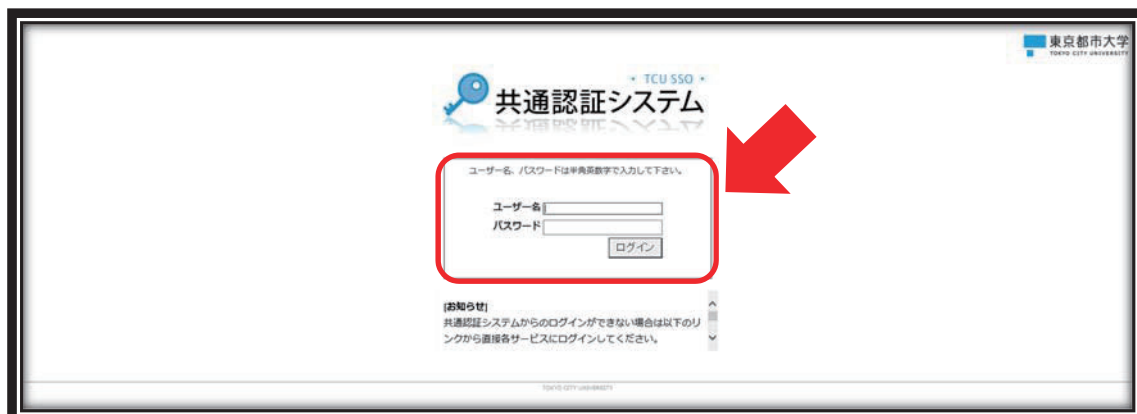 東京都市大学
TOKYO CITY UNIVERSITY
• TCU SSO •
共通認証システム
ユーザー名、パスワードは半角英数字で入力して下さい。
ユーザー名
パスワード
ログイン
[お知らせ]
共通認証システムからのログインができない場合は以下のリ
ンクから直接各サービスにログインしてください。
TOKYO CITY UNIVERSITY